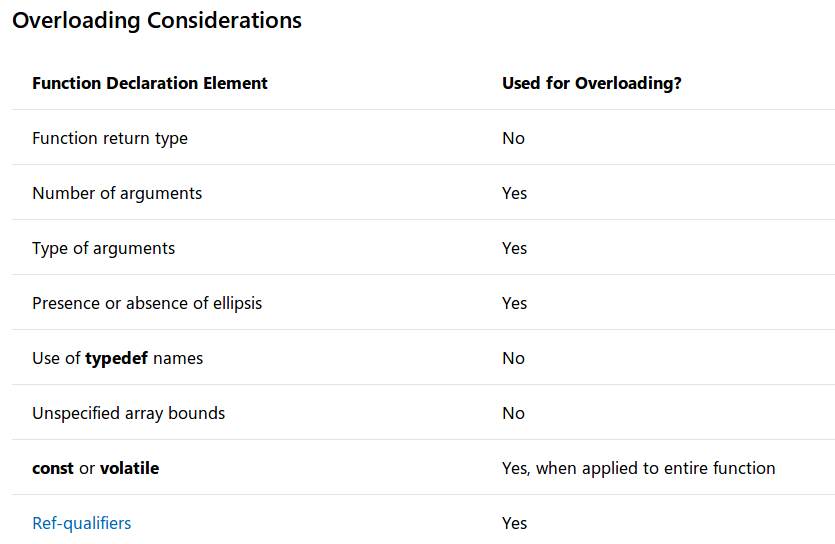 Overloading Considerations
Function Declaration Element Used for Overloading?
Function return type No
Number of arguments Yes
Type of arguments Yes
Presence or absence of ellipsis Yes
Use of typedef names No
Unspecified array bounds No
const or volatile Yes, when applied to entire function
Ref-qualifiers Yes